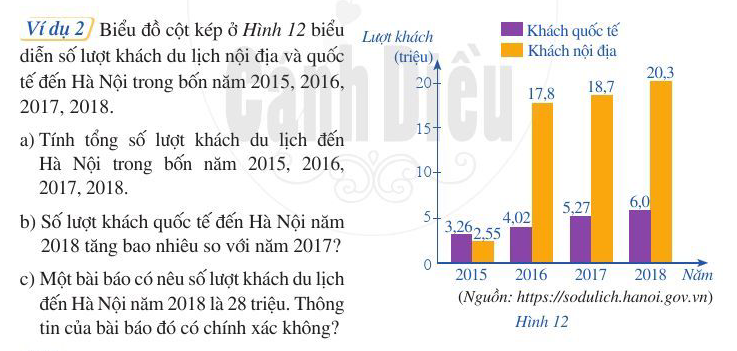 Ví dụ 2 Biểu đồ cột kép ở Hình 12 biểu
diễn số lượt khách du lịch nội địa và quốc
tế đến Hà Nội trong bốn năm 2015, 2016,
2017, 2018.
a) Tính tổng số lượt khách du lịch đến
Hà Nội trong bốn năm 2015, 2016,
2017, 2018.
b) Số lượt khách quốc tế đến Hà Nội năm
2018 tăng bao nhiêu so với năm 2017?
c) Một bài báo có nêu số lượt khách du lịch
đến Hà Nội năm 2018 là 28 triệu. Thông
tin của bài báo đó có chính xác không?
Cánh Diều
Lượt khách
(triệu)
Khách quốc tế
Khách nội địa
20
15
10
5
0
3,26 2,55
4,02 17,8
5,27 18,7
6,0 20,3
2015 2016 2017 2018 Năm
(Nguồn: https://sodulich.hanoi.gov.vn)
Hình 12